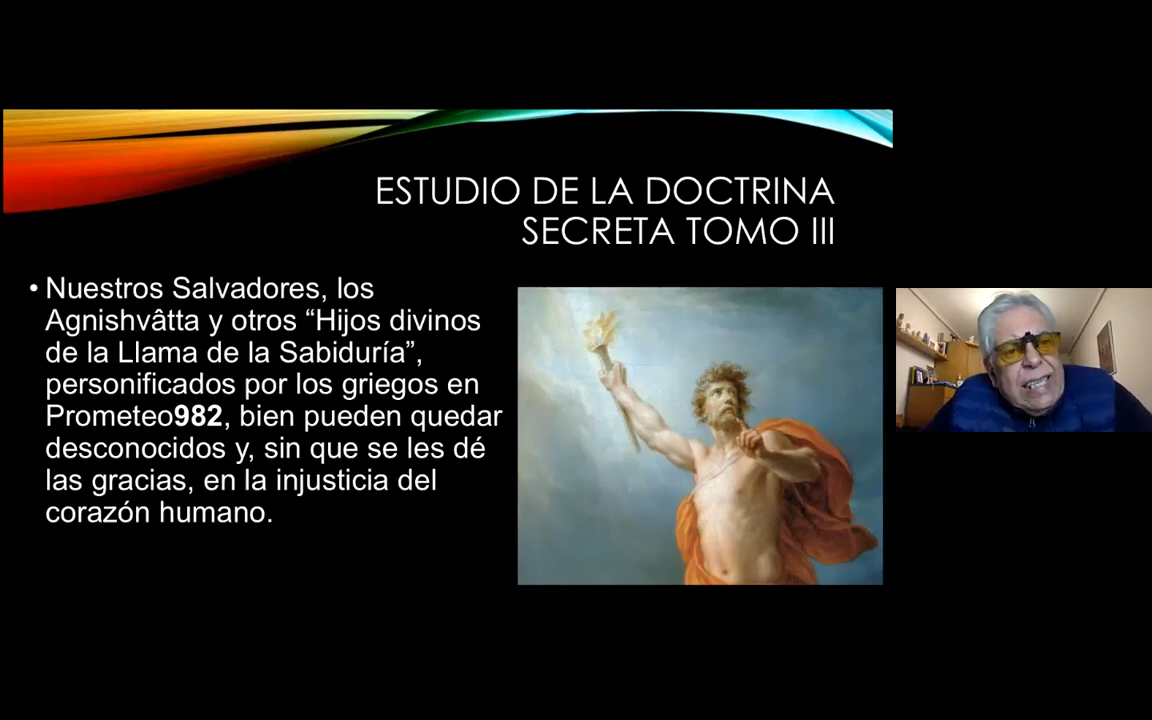 ESTUDIO DE LA DOCTRINA
SECRETA TOMO III
• Nuestros Salvadores, los
Agnishvâtta y otros “Hijos divinos
de la Llama de la Sabiduría”,
personificados por los griegos en
Prometeo982, bien pueden quedar
desconocidos y, sin que se les dé
las gracias, en la injusticia del
corazón humano.